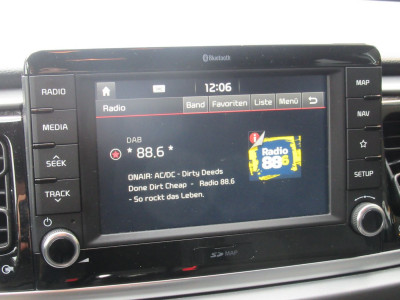 Bluetooth
RADIO
MEDIA
SEEK
TRACK
12:06
Radio Band Favoriten Liste Menü
DAB
* 88,6 *
ONAIR: AC/DC - Dirty Deeds
Done Dirt Cheap - Radio 88.6
- So rockt das Leben.
Radio
88.6
MAP
NAV
SETUP
SD MAP